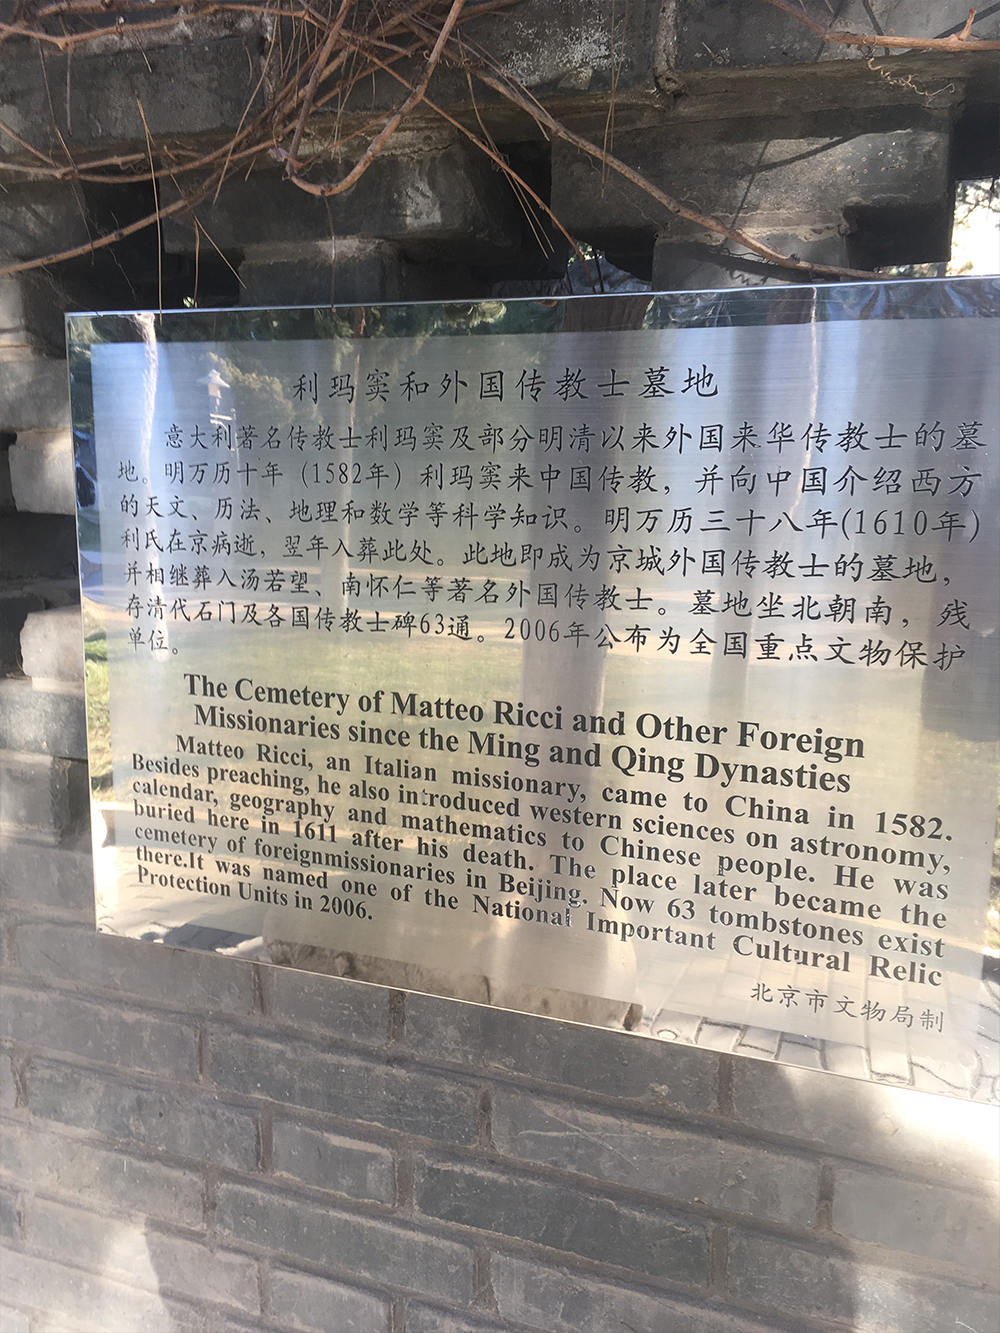 利玛窦和外国传教士墓地
意大利著名传教士利玛窦及部分明清以来外国来华传教士的墓
地。明万历十年（1582年）利玛窦来中国传教，并向中国介绍西方
的天文、历法、地理和数学等科学知识。明万历三十八年(1610年)
利氏在京病逝，翌年入葬此处。此地即成为京城外国传教士的墓地，
并相继葬入汤若望、南怀仁等著名外国传教士。墓地坐北朝南，残
存清代石门及各国传教士碑63通。2006年公布为全国重点文物保护
单位。
The Cemetery of Matteo Ricci and Other Foreign
Missionaries since the Ming and Qing Dynasties
Matteo Ricci, an Italian missionary, came to China in 1582.
Besides preaching, he also introduced western sciences on astronomy,
calendar, geography and mathematics to Chinese people. He was
buried here in 1611 after his death. The place later became the
cemetery of foreignmissionaries in Beijing. Now 63 tombstones exist
there.It was named one of the National Important Cultural Relic
Protection Units in 2006.
北京市文物局制